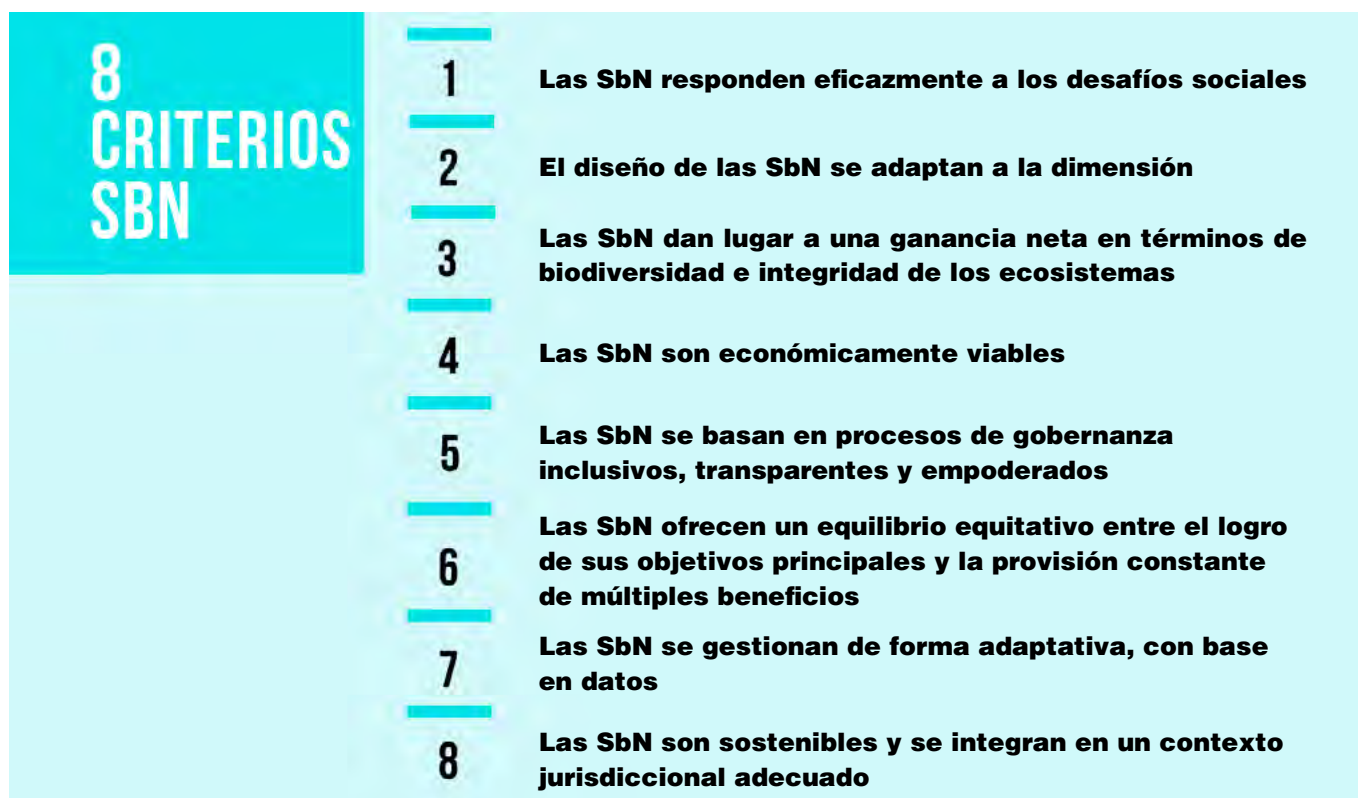 8
CRITERIOS
SBN
1
Las SbN responden eficazmente a los desafíos sociales
2
El diseño de las SbN se adaptan a la dimensión
3
Las SbN dan lugar a una ganancia neta en términos de
biodiversidad e integridad de los ecosistemas
4
Las SbN son económicamente viables
5
Las SbN se basan en procesos de gobernanza
inclusivos, transparentes y empoderados
6
Las SbN ofrecen un equilibrio equitativo entre el logro
de sus objetivos principales y la provisión constante
de múltiples beneficios
7
Las SbN se gestionan de forma adaptativa, con base
en datos
8
Las SbN son sostenibles y se integran en un contexto
jurisdiccional adecuado